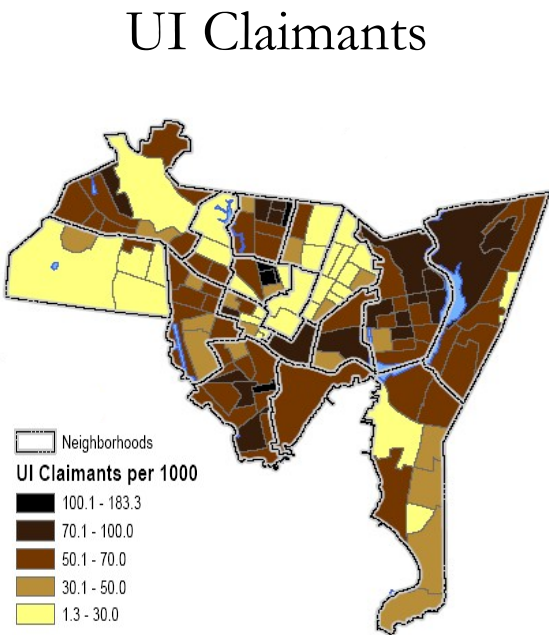 UI Claimants
Neighborhoods
UI Claimants per 1000
100.1 - 183.3
70.1 - 100.0
50.1 - 70.0
30.1 - 50.0
1.3 - 30.0